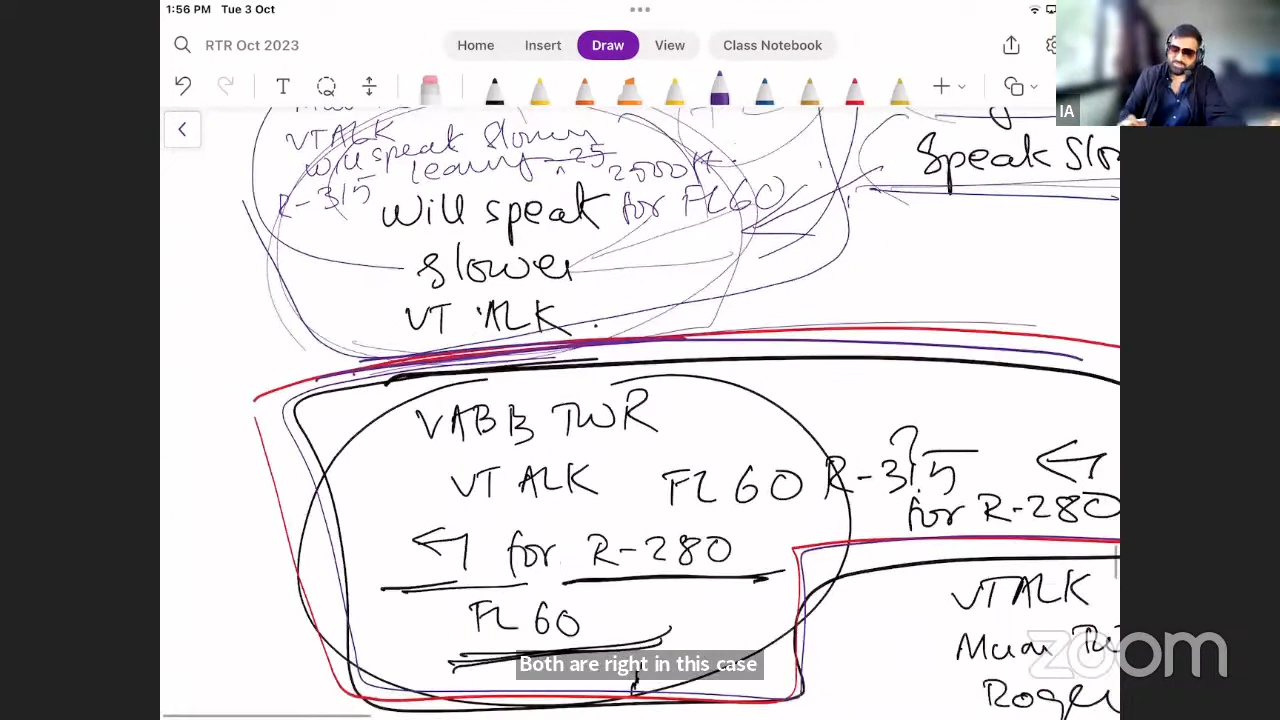 1:56 PM Tue 3 Oct
RTR Oct 2023
Home Insert Draw View Class Notebook
IA
VTALK
will speak slower
leaving 25 2500 ft
R-315
for FL60
will speak
slower
VT ALK.
Speak Slo
VABB TWR
VT ALK FL 60 R-315
for R-280
for R-280
FL 60
VTALK
Roger
Both are right in this case
zoom